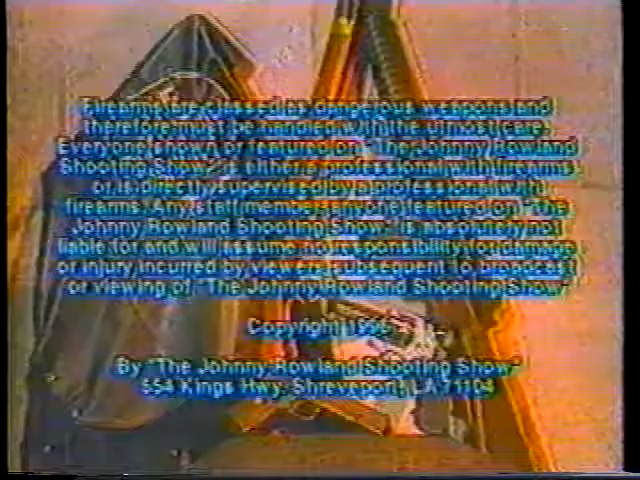 Firearms are classed as dangerous weapons and
therefore must be handled with the utmost care.
Everyone shown or featured on "The Johnny Rowland
Shooting Show" is either a professional with firearms
or is directly supervised by a professional with
firearms. Any staff member anyone featured on "The
Johnny Rowland Shooting Show" is absolutely not
liable for and will assume no responsibility for damage
or injury incurred by viewers subsequent to broadcast
or viewing of "The Johnny Rowland Shooting Show"
Copyright 1996
By "The Johnny Rowland Shooting Show"
554 Kings Hwy. Shreveport, LA 71104